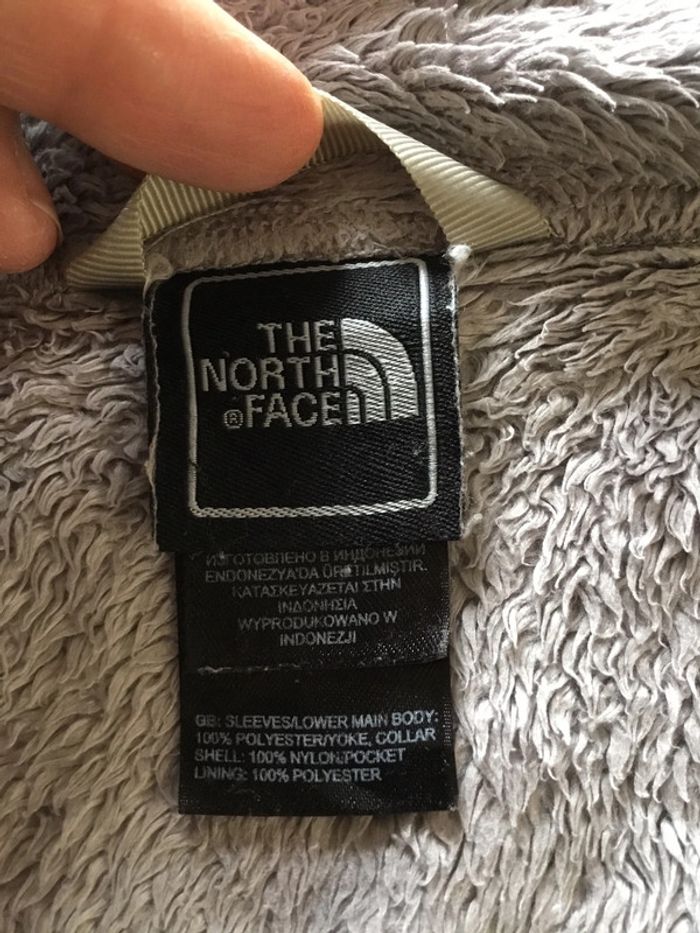 THE
NORTH
® FACE
ИЗГОТОВЛЕНО В ИНДОНЕЗИИ
ENDONEZYA'DA ÜRETILMIŞTIR.
ΚΑΤΑΣΚΕΥΑΖΕΤΑΙ ΣΤΗΝ
ΙΝΔΟΝΗΣΙΑ
WYPRODUKOWANO W
INDONEZJI
GB: SLEEVES/LOWER MAIN BODY:
100% POLYESTER/YOKE, COLLAR
SHELL: 100% NYLON/POCKET
LINING: 100% POLYESTER